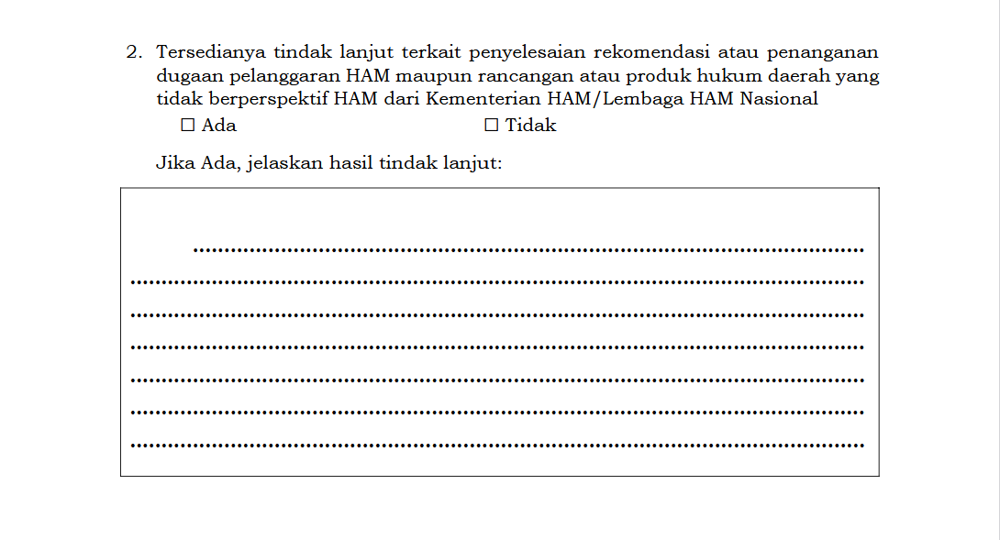 2. Tersedianya tindak lanjut terkait penyelesaian rekomendasi atau penanganan
dugaan pelanggaran HAM maupun rancangan atau produk hukum daerah yang
tidak berperspektif HAM dari Kementerian HAM/Lembaga HAM Nasional
☐ Ada ☐ Tidak
Jika Ada, jelaskan hasil tindak lanjut: